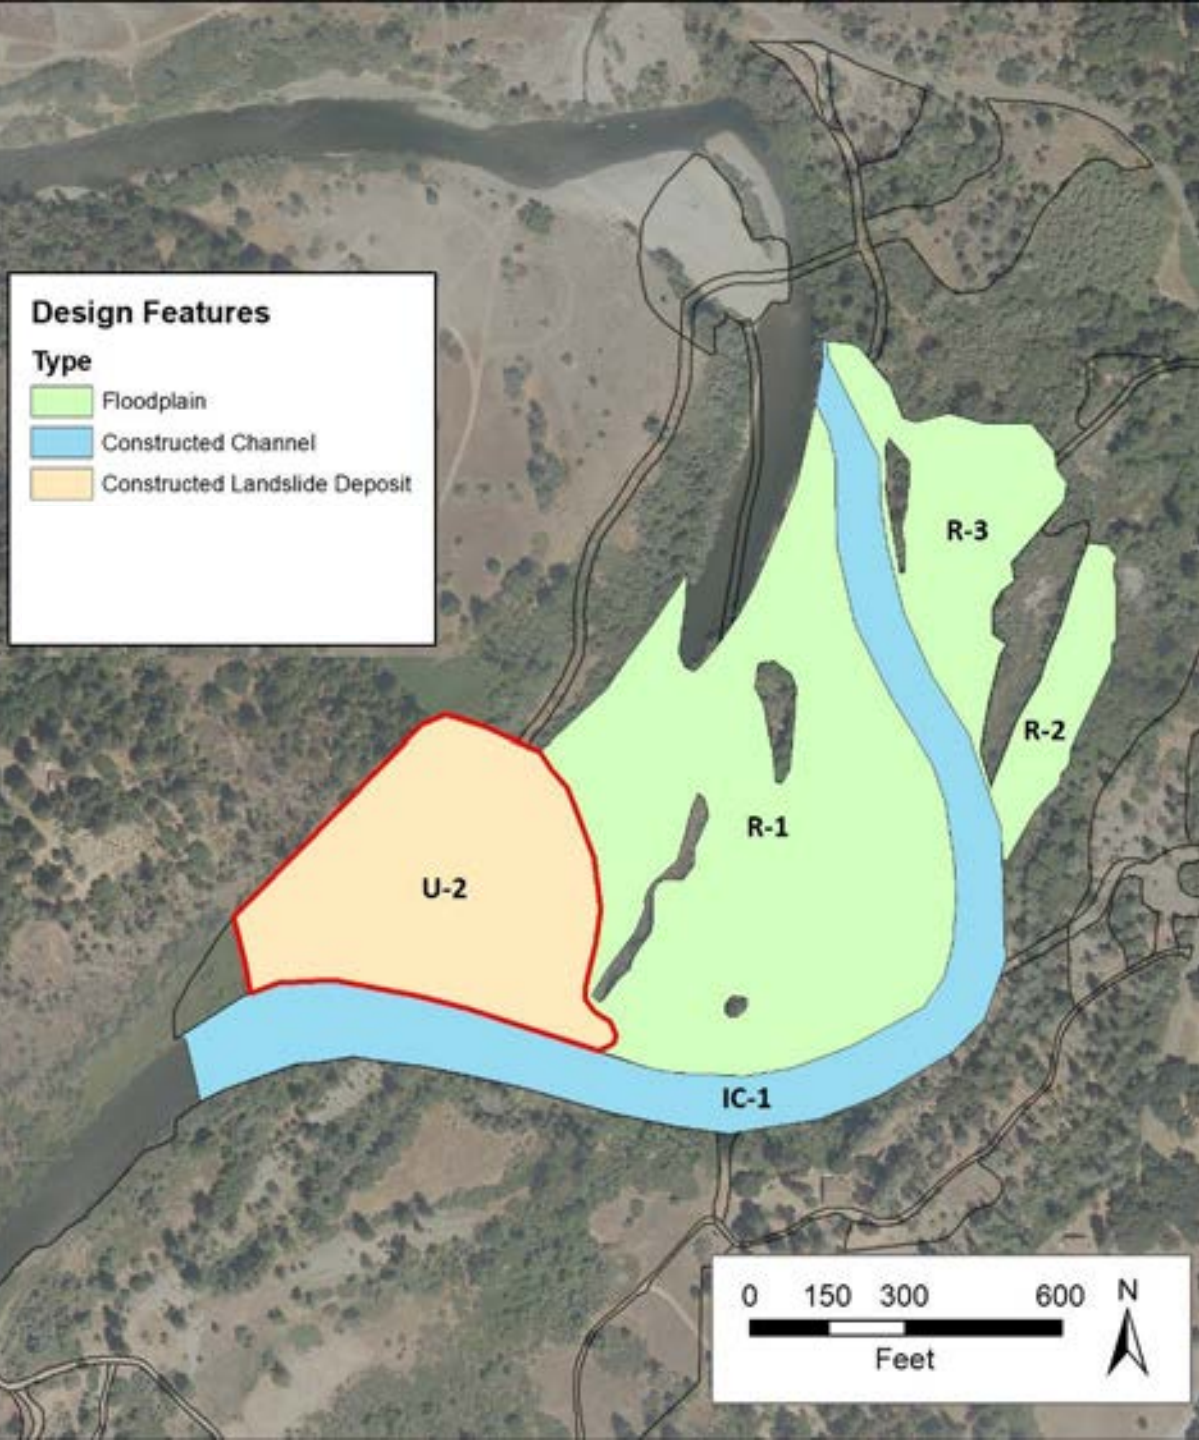 Design Features
Type
Floodplain
Constructed Channel
Constructed Landslide Deposit
R-3
R-2
R-1
U-2
IC-1
0 150 300 600
Feet
N